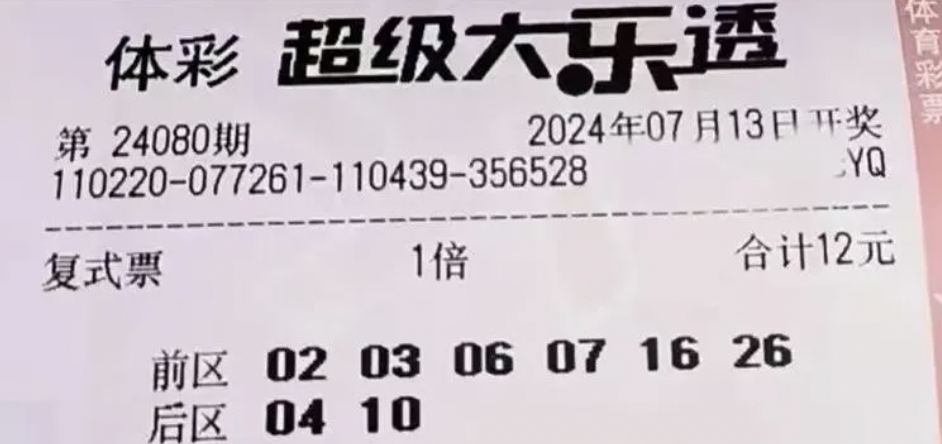 体彩 超级大乐透
第 24080期 2024年07月13日开奖
110220-077261-110439-356528 YQ
复式票 1倍 合计12元
前区 02 03 06 07 16 26
后区 04 10
体育彩票